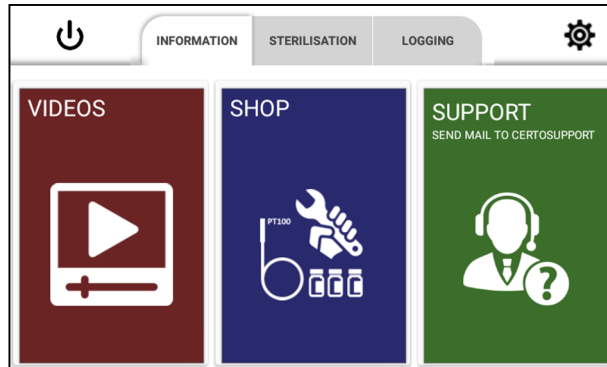 INFORMATION
STERILISATION
LOGGING
VIDEOS
SHOP
PT100
SUPPORT
SEND MAIL TO CERTOSUPPORT
?